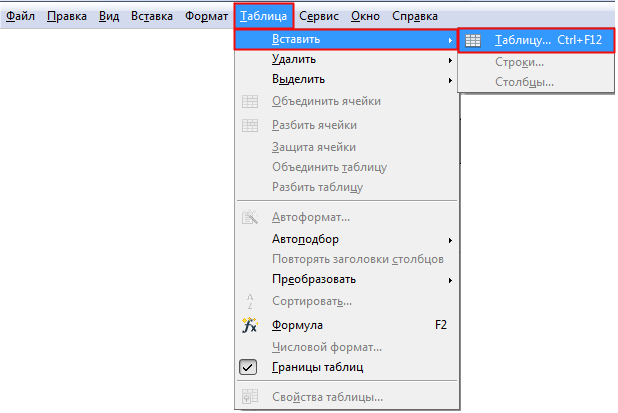 Файл Правка Вид Вставка Формат Таблица Сервис Окно Справка
Вставить Таблицу... Ctrl+F12
Удалить Строки...
Выделить Столбцы...
Объединить ячейки
Разбить ячейки
Защита ячейки
Объединить таблицу
Разбить таблицу
Автоформат...
Автоподбор
Повторять заголовки столбцов
Преобразовать
Сортировать...
Формула F2
Числовой формат...
Границы таблиц
Свойства таблицы...